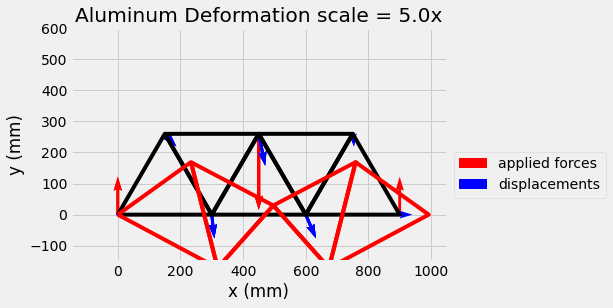 Aluminum Deformation scale = 5.0x
600
500
400
300
200
100
0
−100
y (mm)
0
200
400
600
800
1000
x (mm)
applied forces
displacements